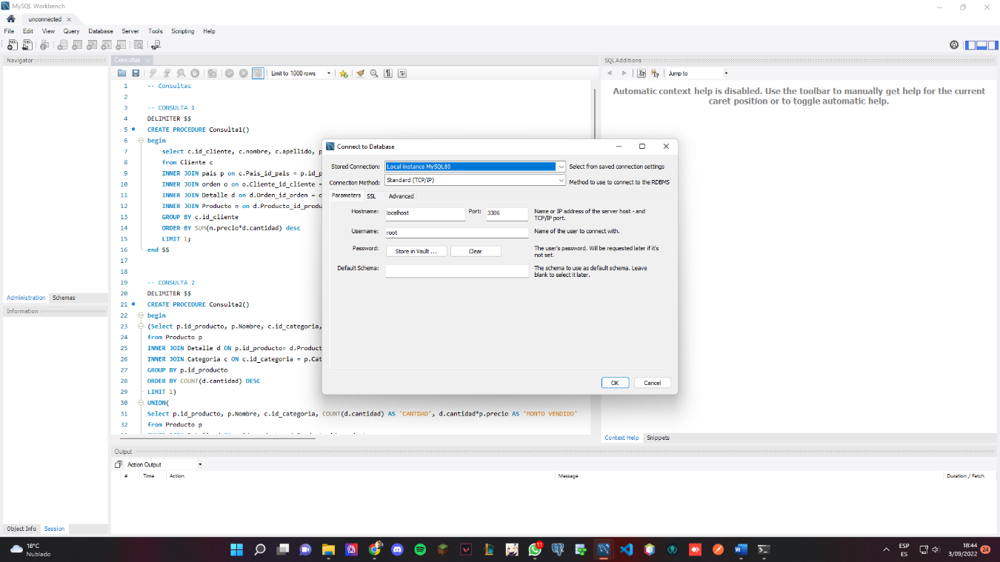 MySQL Workbench
unconnected
File Edit View Query Database Server Tools Scripting Help
Navigator
Consultas
SQLAdditions
Limit to 1000 rows
Jump to
Automatic context help is disabled. Use the toolbar to manually get help for the current
caret position or to toggle automatic help.
1 -- Consultas
2
3 -- CONSULTA 1
4 DELIMITER $$
5 CREATE PROCEDURE Consulta1()
6 begin
7 select c.id_cliente, c.nombre, c.apellido, p
8 from Cliente c
9 INNER JOIN pais p on c.Pais_id_pais = p.id_p
10 INNER JOIN orden o on o.Cliente_id_cliente =
11 INNER JOIN Detalle d on d.Orden_id_orden = o
12 INNER JOIN Producto n on d.Producto_id_produ
13 GROUP BY c.id_cliente
14 ORDER BY SUM(n.precio*d.cantidad) desc
15 LIMIT 1;
16 end $$
17
18
19 -- CONSULTA 2
20 DELIMITER $$
21 CREATE PROCEDURE Consulta2()
22 begin
23 (Select p.id_producto, p.Nombre, c.id_categoria,
24 from Producto p
25 INNER JOIN Detalle d ON p.id_producto= d.Product
26 INNER JOIN Categoria c ON c.id_categoria = p.Cat
27 GROUP BY p.id_producto
28 ORDER BY COUNT(d.cantidad) DESC
29 LIMIT 1)
30 UNION(
31 Select p.id_producto, p.Nombre, c.id_categoria, COUNT(d.cantidad) AS 'CANTDAD', d.cantidad*p.precio AS 'MONTO VENDIDO'
32 from Producto p
Connect to Database
Stored Connection: Local instance MySQL80 Select from saved connection settings
Connection Method: Standard (TCP/IP) Method to use to connect to the RDBMS
Parameters SSL Advanced
Hostname: localhost Port: 3306 Name or IP address of the server host - and
TCP/IP port.
Username: root Name of the user to connect with.
Password: Store in Vault ... Clear The user's password. Will be requested later if it's
not set.
Default Schema: The schema to use as default schema. Leave
blank to select it later.
OK Cancel
Administration Schemas
Information
Context Help Snippets
Output
Action Output
# Time Action Message Duration / Fetch
Object Info Session
18°C
Nublado
11
ESP
ES
18:44
3/09/2022
24